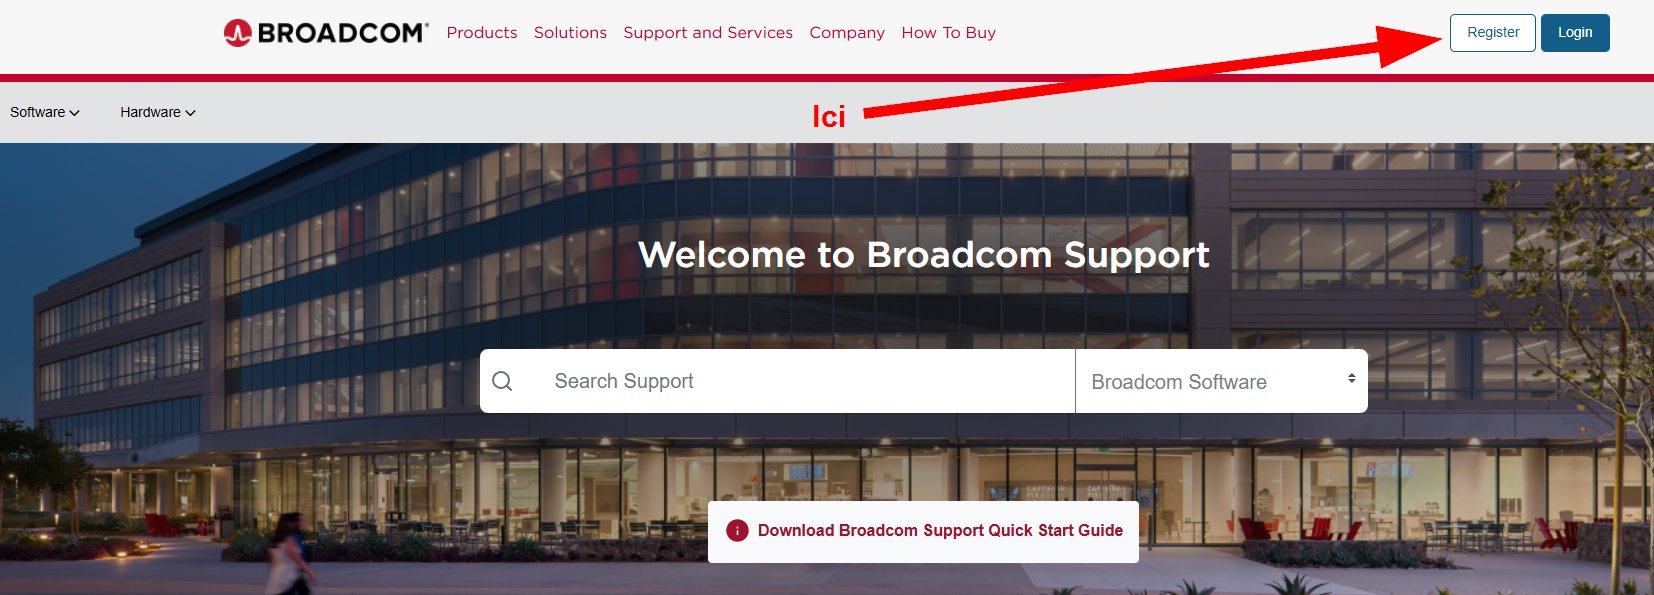 BROADCOM® Products Solutions Support and Services Company How To Buy Register Login
Software Hardware Ici
Welcome to Broadcom Support
Search Support Broadcom Software
Download Broadcom Support Quick Start Guide